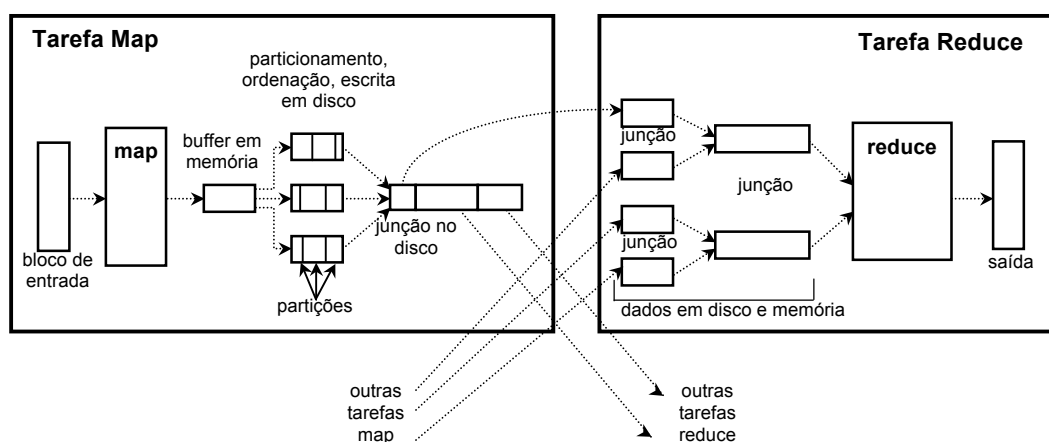 Tarefa Map
particionamento,
ordenação, escrita
em disco
map
buffer em
memória
bloco de
entrada
junção no
disco
partições
Tarefa Reduce
junção
junção
junção
reduce
saída
dados em disco e memória
outras
tarefas
map
outras
tarefas
reduce